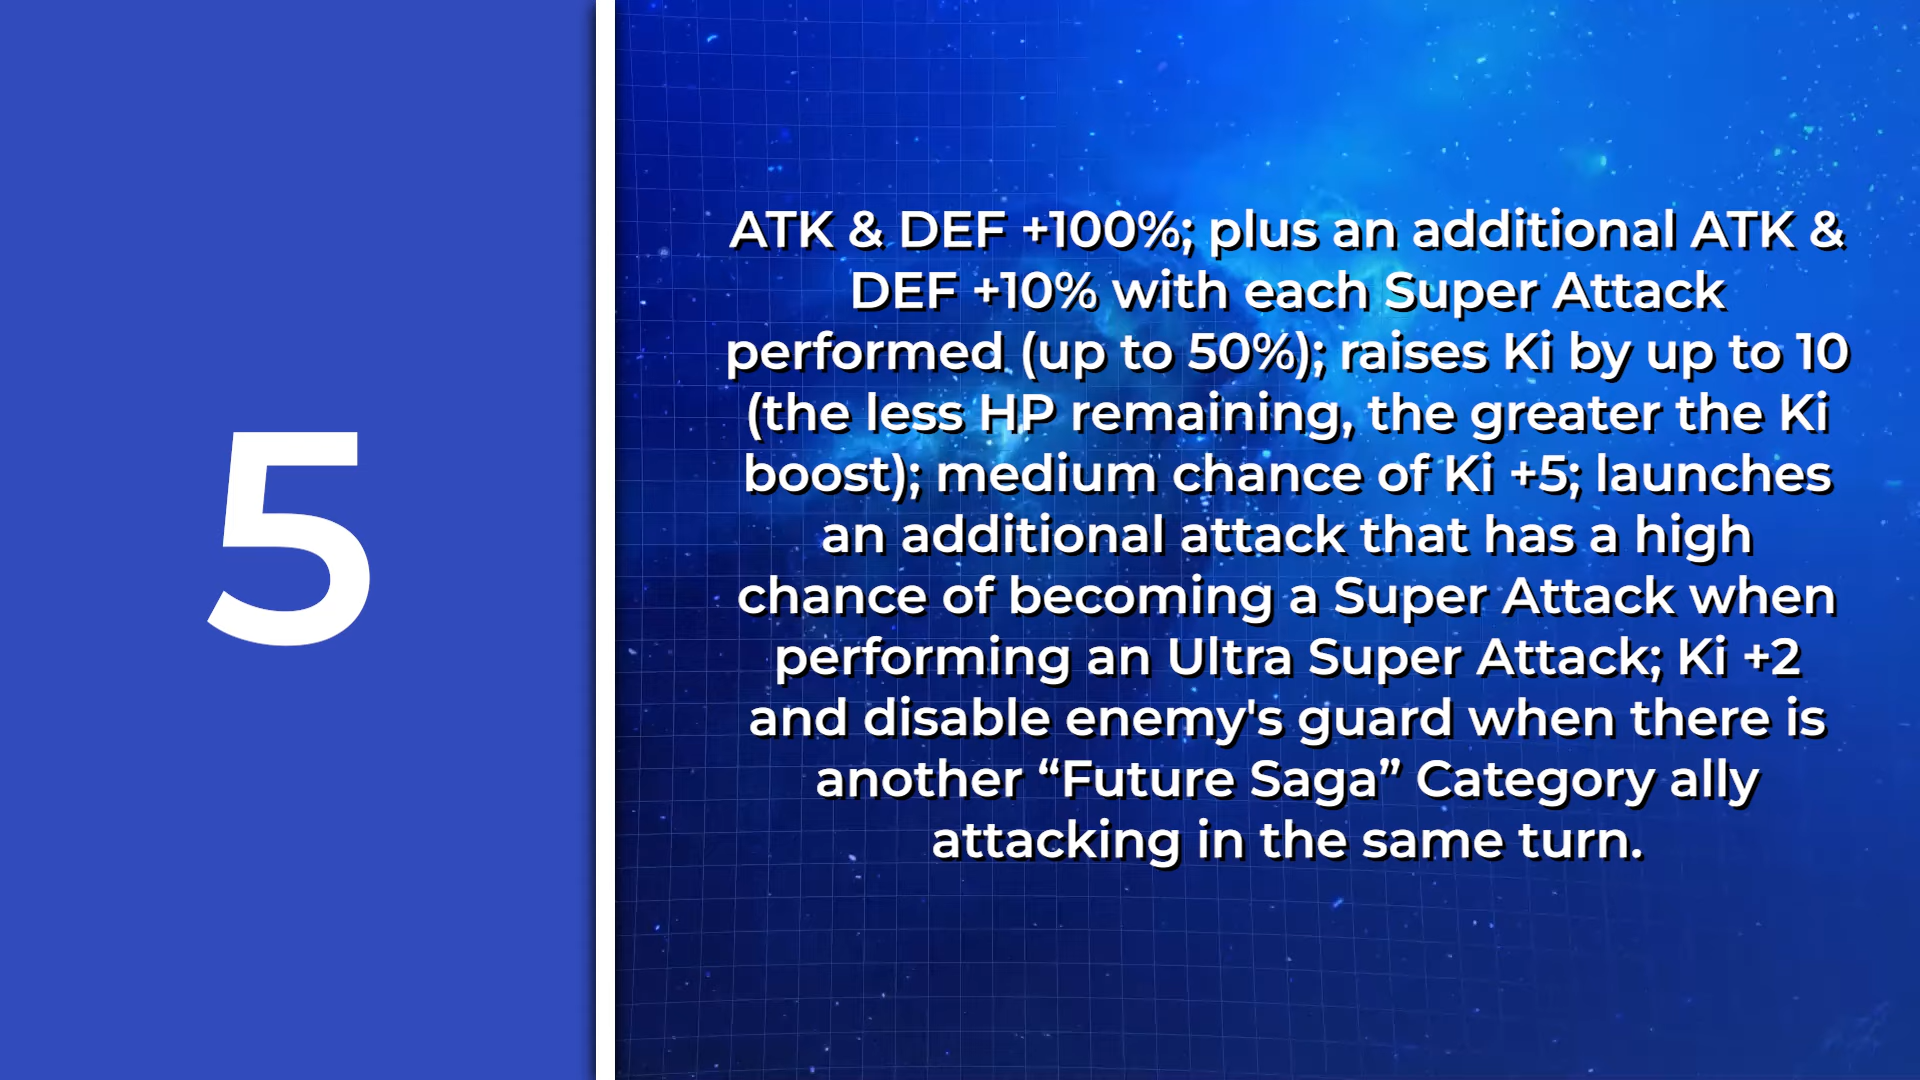 5
ATK & DEF +100%; plus an additional ATK &
DEF +10% with each Super Attack
performed (up to 50%); raises Ki by up to 10
(the less HP remaining, the greater the Ki
boost); medium chance of Ki +5; launches
an additional attack that has a high
chance of becoming a Super Attack when
performing an Ultra Super Attack; Ki +2
and disable enemy's guard when there is
another “Future Saga” Category ally
attacking in the same turn.